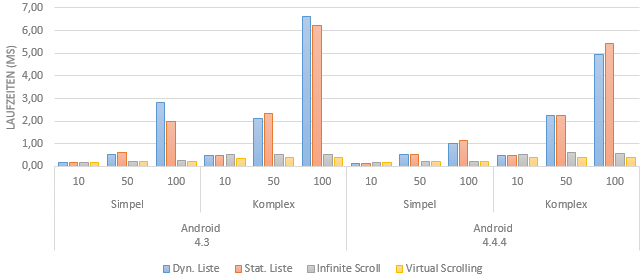 7,00
6,00
5,00
4,00
3,00
2,00
1,00
0,00
LAUFZEITEN (MS)
10 50 100 10 50 100 10 50 100 10 50 100
Simpel Komplex Simpel Komplex
Android Android
4.3 4.4.4
Dyn. Liste Stat. Liste Infinite Scroll Virtual Scrolling